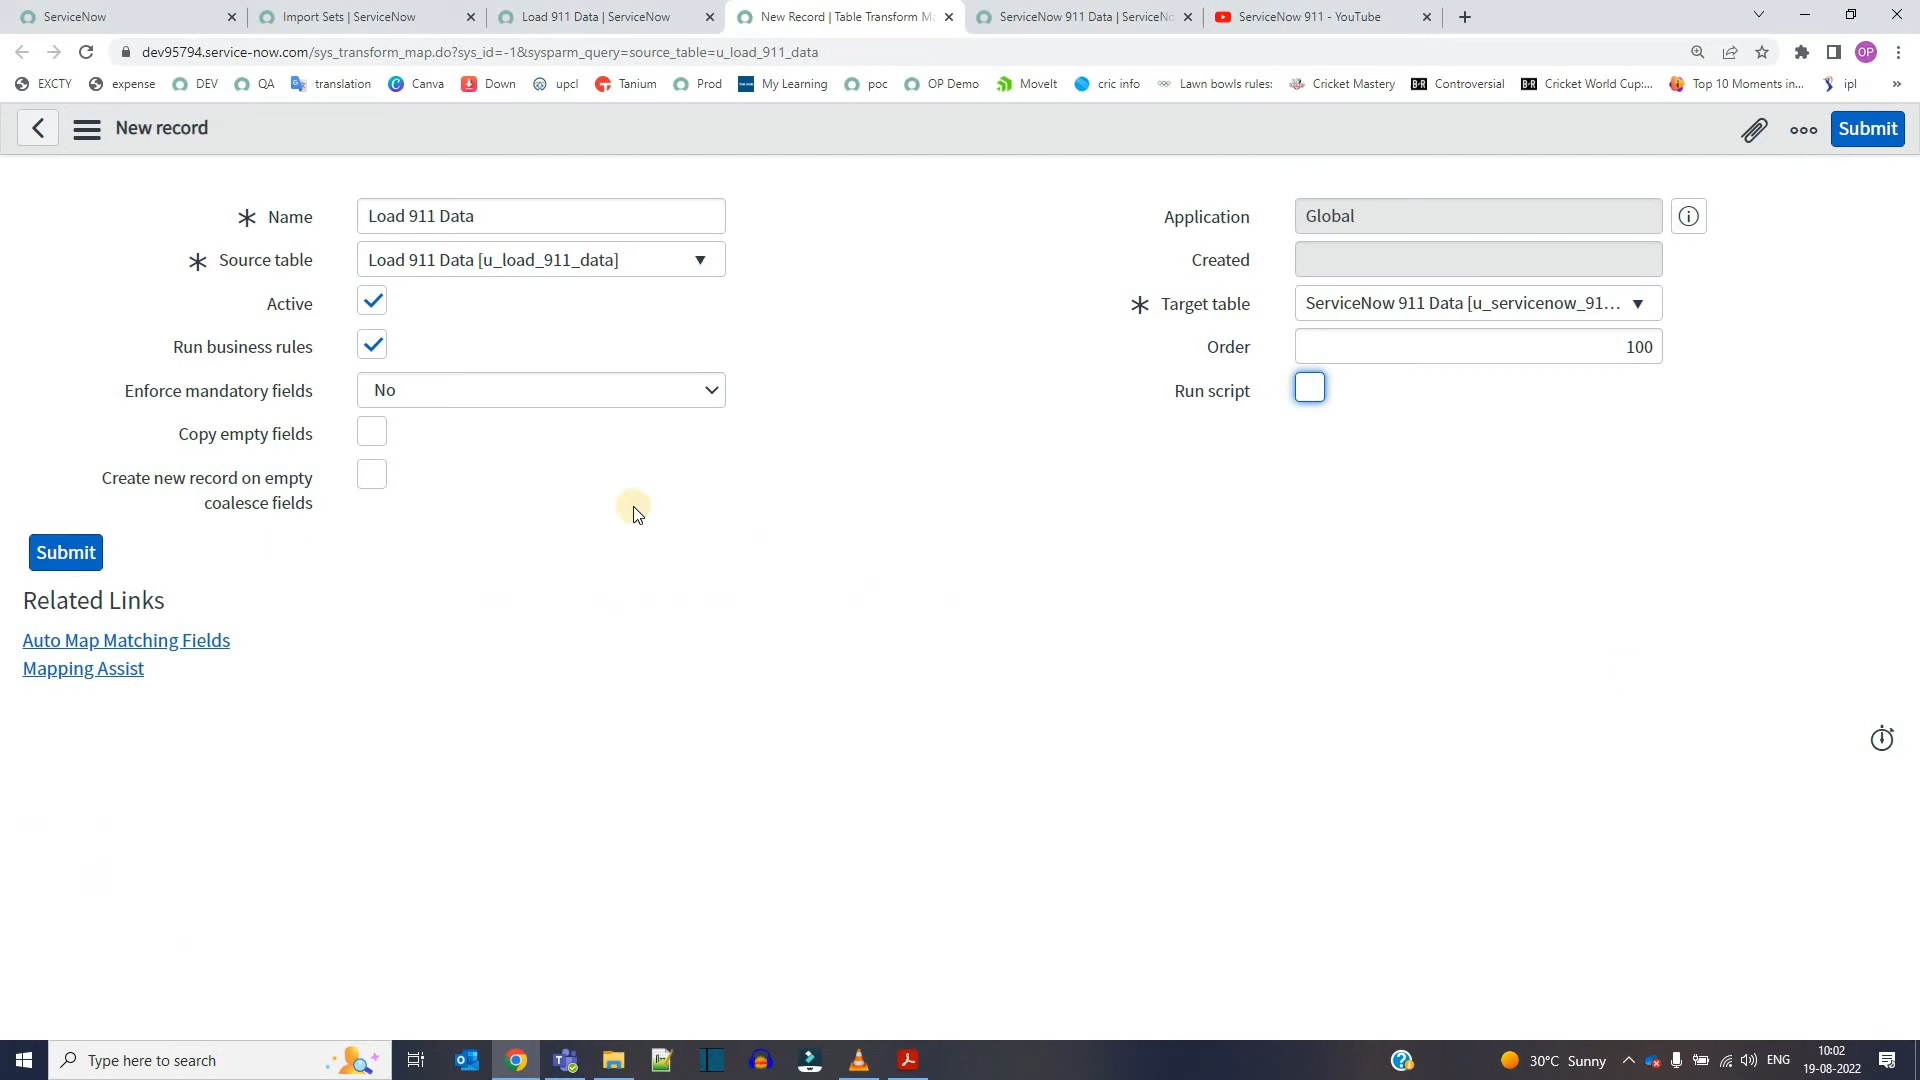 ServiceNow
Import Sets | ServiceNow
Load 911 Data | ServiceNow
New Record | Table Transform M
ServiceNow 911 Data | ServiceNo
ServiceNow 911 - YouTube
dev95794.service-now.com/sys_transform_map.do?sys_id=-1&sysparm_query=source_table=u_load_911_data
OP
EXCTY
expense
DEV
QA
translation
Canva
Down
upcl
Tanium
Prod
My Learning
poc
OP Demo
MoveIt
cric info
Lawn bowls rules:
Cricket Mastery
Controversial
Cricket World Cup:...
Top 10 Moments in...
ipl
»
New record
Submit
Name
Load 911 Data
Source table
Load 911 Data [u_load_911_data]
Active
Run business rules
Enforce mandatory fields
No
Copy empty fields
Create new record on empty
coalesce fields
Application
Global
Created
Target table
ServiceNow 911 Data [u_servicenow_91...
Order
100
Run script
Submit
Related Links
Auto Map Matching Fields
Mapping Assist
Type here to search
30°C Sunny
ENG
10:02
19-08-2022